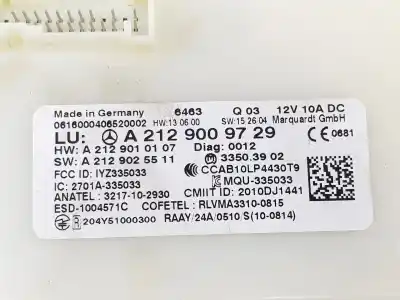 Made in Germany 6463 Q 03 12V 10A DC
0616000406520002 HW:13 06 00 SW:15 26 04 Marquardt GmbH
LU: A 212 900 97 29
HW: A 212 901 01 07 Diag: 0012 CE 0681
SW: A 212 902 55 11 3350.39 02
FCC ID: IYZ335033 CCAB10LP4430T9
IC: 2701A-335033 MQU-335033
ANATEL: 3217-10-2930 CMIIT ID: 2010DJ1441
ESD-1004571C COFETEL: RLVMA3310-0815
204Y51000300 RAAY/24A/0510/S(10-0814)